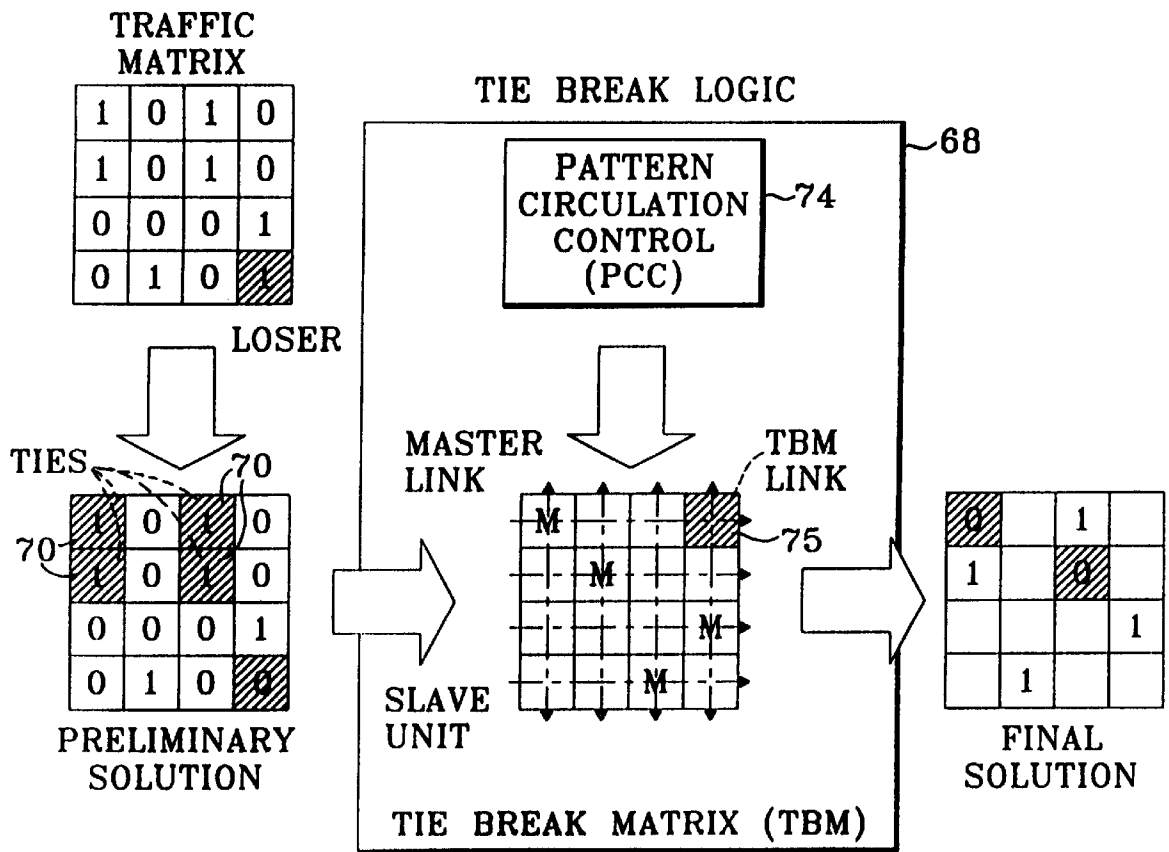 TRAFFIC
MATRIX
1 0 1 0
1 0 1 0
0 0 0 1
0 1 0 1
LOSER
TIE BREAK LOGIC
68
PATTERN
CIRCULATION
CONTROL
(PCC)
74
TIES
70
70
1 0 1 0
1 0 1 0
0 0 0 1
0 1 0 0
PRELIMINARY
SOLUTION
MASTER
LINK
TBM
LINK
75
M
M
M
M
SLAVE
UNIT
TIE BREAK MATRIX (TBM)
0 1
1 0
1
1
FINAL
SOLUTION